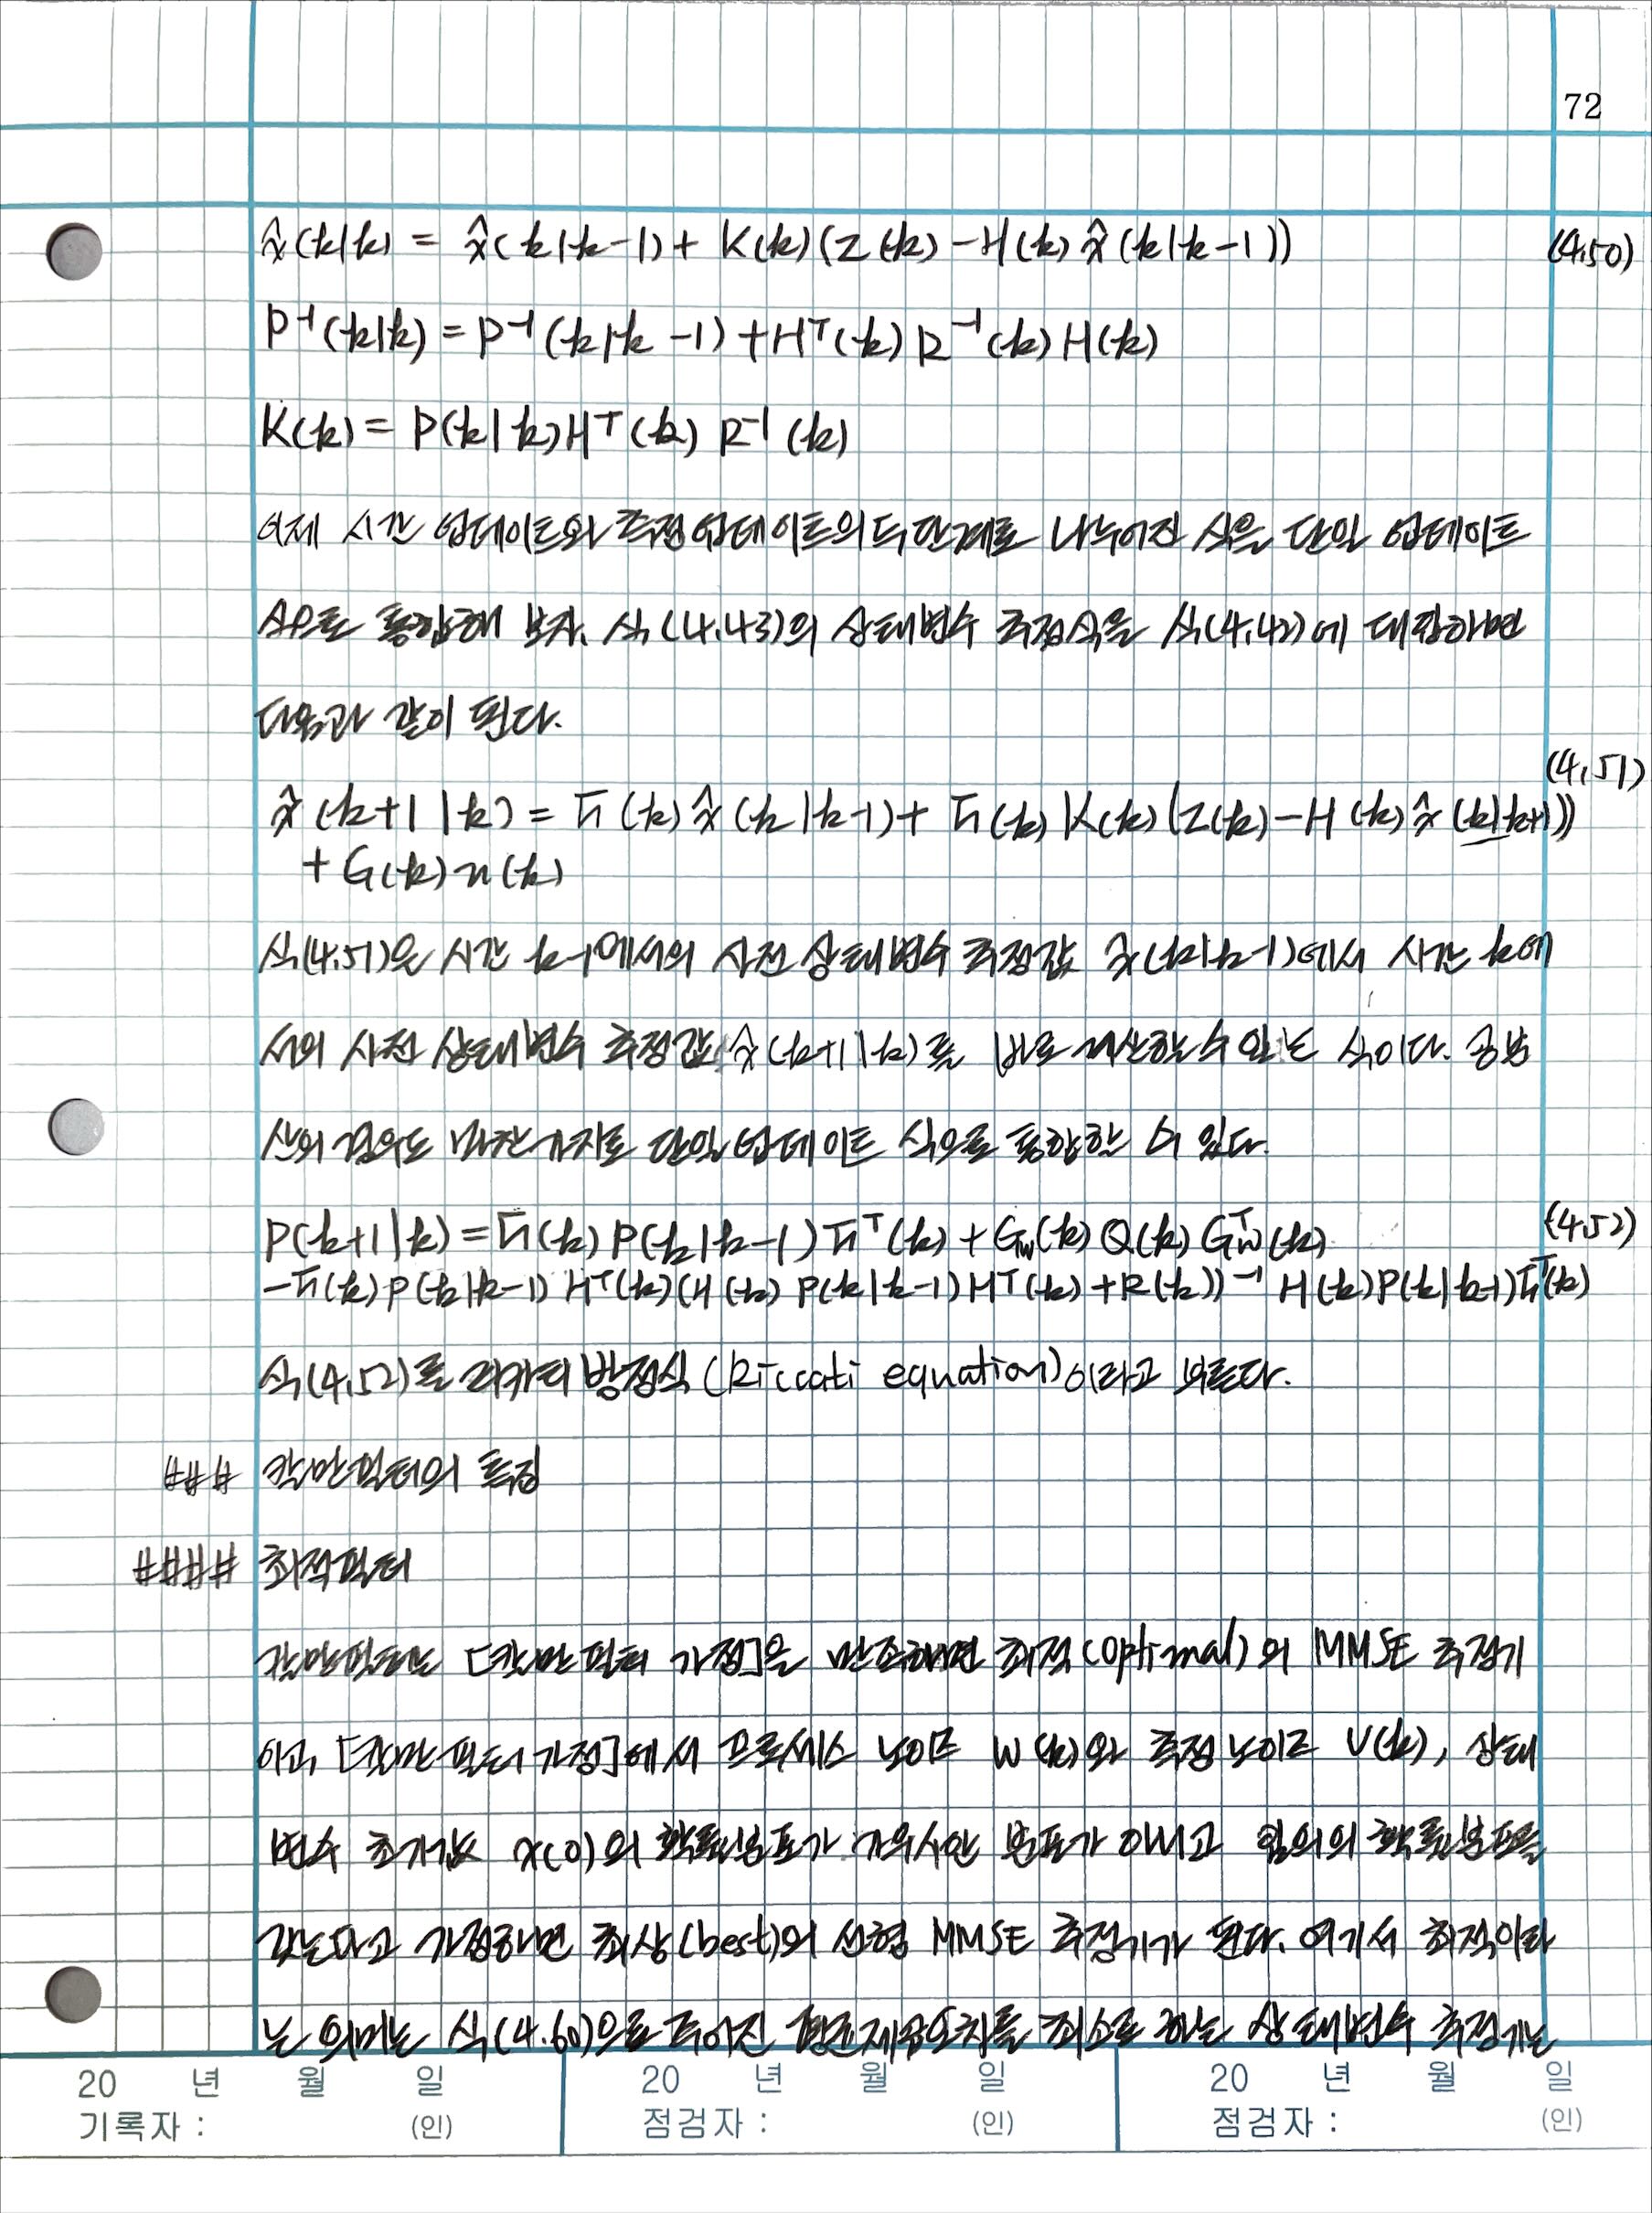 72
x̂(k|k) = x̂(k|k-1) + K(k)(z(k) - H(k) x̂(k|k-1)) (4.50)
P⁻¹(k|k) = P⁻¹(k|k-1) + Hᵀ(k) R⁻¹(k) H(k)
K(k) = P(k|k) Hᵀ(k) R⁻¹(k)
이제 시간 업데이트와 측정 업데이트의 두 단계로 나누어진 식을 단일 업데이트
식으로 통합해 보자. 식(4.43)의 상태변수 추정식을 식(4.42)에 대입하면
다음과 같이 된다.
(4.51)
x̂(k+1|k) = F(k) x̂(k|k-1) + F(k) K(k)(z(k) - H(k) x̂(k|k+1))
+ G(k) u(k)
식(4.51)은 시간 k-1에서의 사전 상태변수 추정값 x̂(k|k-1)에서 시간 k에
서의 사전 상태변수 추정값 x̂(k+1|k)를 바로 계산할 수 있는 식이다. 공분
산의 경우도 마찬가지로 단일 업데이트 식으로 통합할 수 있다.
P(k+1|k) = F(k) P(k|k-1) Fᵀ(k) + G_w(k) Q(k) G_wᵀ(k) (4.52)
- F(k) P(k|k-1) Hᵀ(k) (H(k) P(k|k-1) Hᵀ(k) + R(k))⁻¹ H(k) P(k|k-1) Fᵀ(k)
식(4.52)를 리카티 방정식(Riccati equation)이라고 부른다.
### 칼만필터의 특징
#### 최적필터
칼만필터는 [칼만 필터 가정]을 만족하면 최적(optimal)의 MMSE 추정기
이고, [칼만 필터 가정]에서 프로세스 노이즈 w(k)와 측정 노이즈 v(k), 상태
변수 초기값 x(0)의 확률분포가 가우시안 분포가 아니고 임의의 확률분포를
갖는다고 가정하면 최상(best)의 선형 MMSE 추정기가 된다. 여기서 최적이라
는 의미는 식(4.60)으로 주어진 평균제곱오차를 최소로 하는 상태변수 추정기는
20 년 월 일 20 년 월 일 20 년 월 일
기록자 : (인) 점검자 : (인) 점검자 : (인)